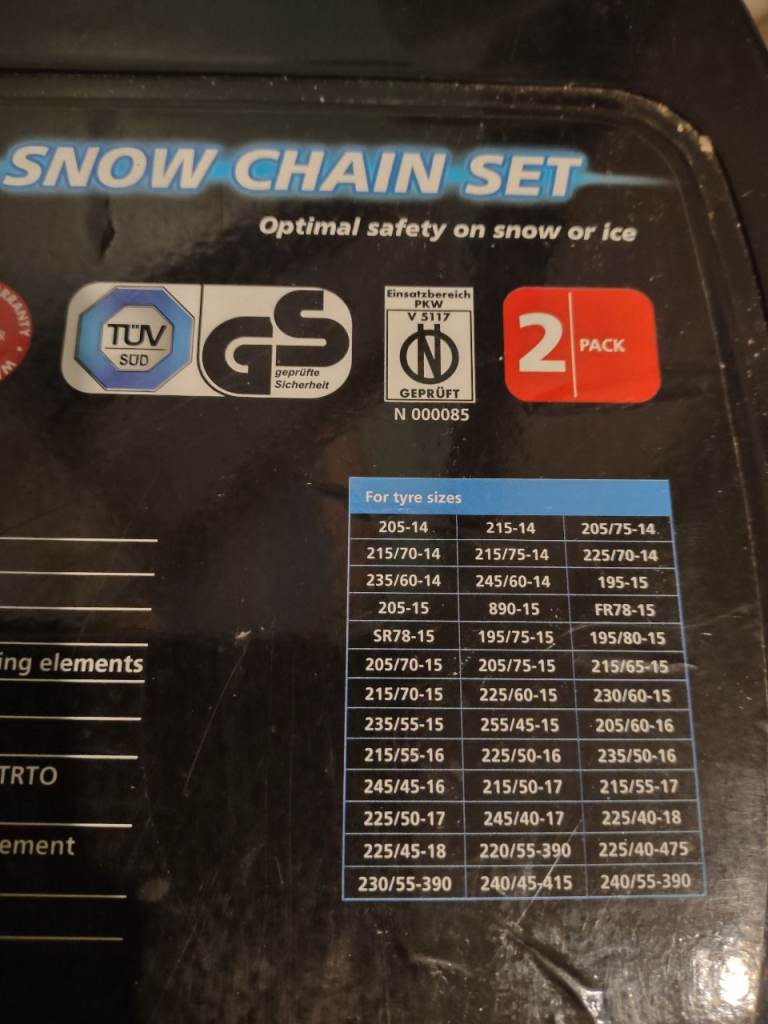 SNOW CHAIN SET
Optimal safety on snow or ice
TÜV
SÜD
GS
geprüfte
Sicherheit
Einsatzbereich
PKW
V 5117
N
GEPRÜFT
N 000085
2 PACK
For tyre sizes
205-14 215-14 205/75-14
215/70-14 215/75-14 225/70-14
235/60-14 245/60-14 195-15
205-15 890-15 FR78-15
SR78-15 195/75-15 195/80-15
205/70-15 205/75-15 215/65-15
215/70-15 225/60-15 230/60-15
235/55-15 255/45-15 205/60-16
215/55-16 225/50-16 235/50-16
245/45-16 215/50-17 215/55-17
225/50-17 245/40-17 225/40-18
225/45-18 220/55-390 225/40-475
230/55-390 240/45-415 240/55-390
ing elements
TRTO
ement